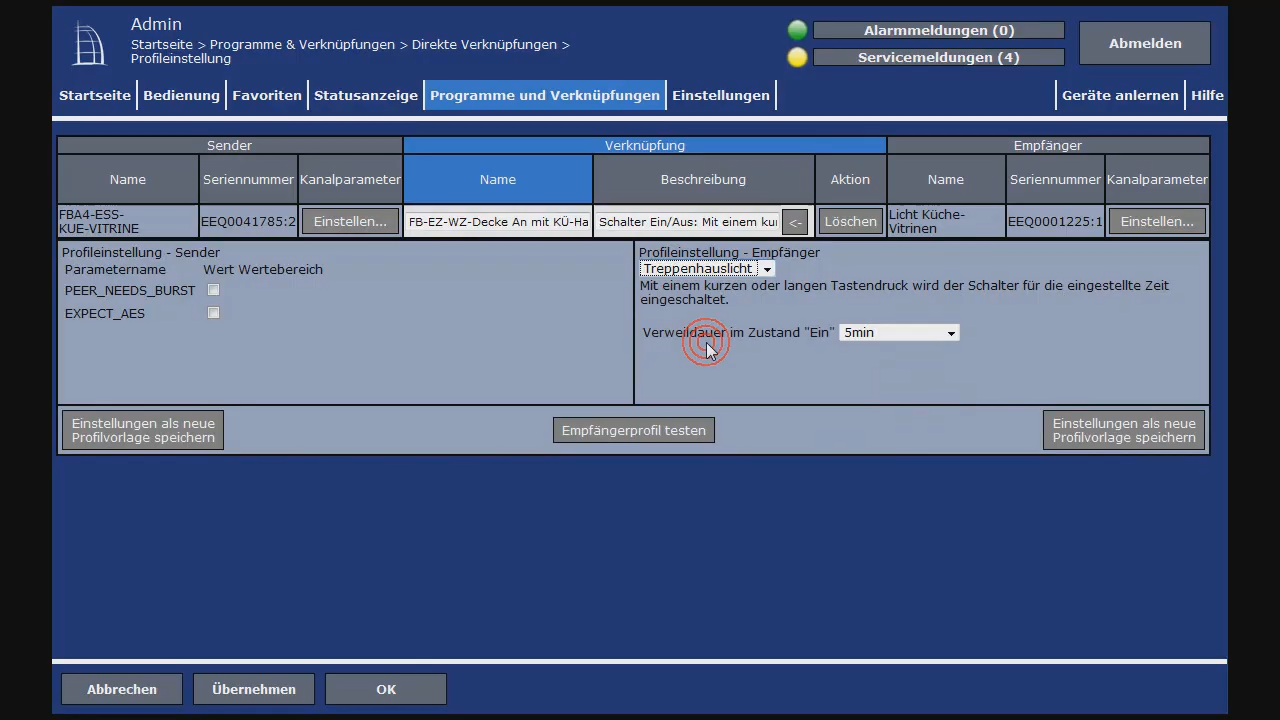 Admin
Startseite > Programme & Verknüpfungen > Direkte Verknüpfungen >
Profileinstellung
Alarmmeldungen (0)
Servicemeldungen (4)
Abmelden
Startseite Bedienung Favoriten Statusanzeige Programme und Verknüpfungen Einstellungen Geräte anlernen Hilfe
Sender Verknüpfung Empfänger
Name Seriennummer Kanalparameter Name Beschreibung Aktion Name Seriennummer Kanalparameter
FBA4-ESS-
KUE-VITRINE
EEQ0041785:2 Einstellen... FB-EZ-WZ-Decke An mit KÜ-Ha Schalter Ein/Aus: Mit einem kur <- Löschen
Licht Küche-
Vitrinen
EEQ0001225:1 Einstellen...
Profileinstellung - Sender
Parametername Wert Wertebereich
PEER_NEEDS_BURST
EXPECT_AES
Profileinstellung - Empfänger
Treppenhauslicht
Mit einem kurzen oder langen Tastendruck wird der Schalter für die eingestellte Zeit
eingeschaltet.
Verweildauer im Zustand "Ein" 5min
Einstellungen als neue
Profilvorlage speichern
Empfängerprofil testen
Einstellungen als neue
Profilvorlage speichern
Abbrechen Übernehmen OK